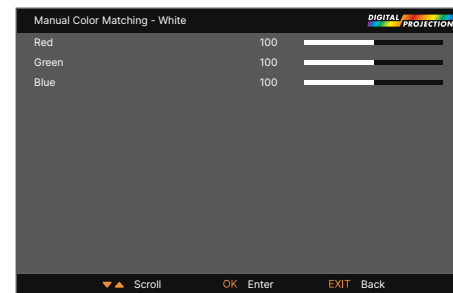 Manual Color Matching - White
DIGITAL PROJECTION
Red 100
Green 100
Blue 100
▼▲ Scroll OK Enter EXIT Back